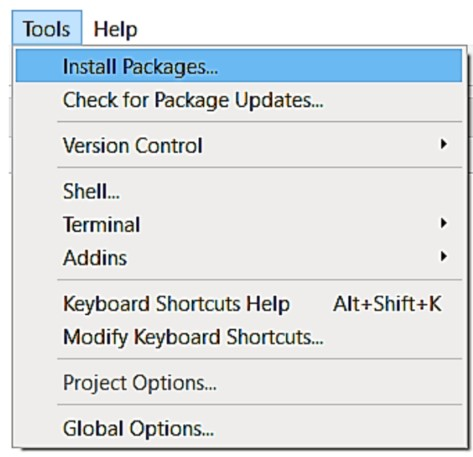 Tools Help
Install Packages...
Check for Package Updates...
Version Control
Shell...
Terminal
Addins
Keyboard Shortcuts Help Alt+Shift+K
Modify Keyboard Shortcuts...
Project Options...
Global Options...